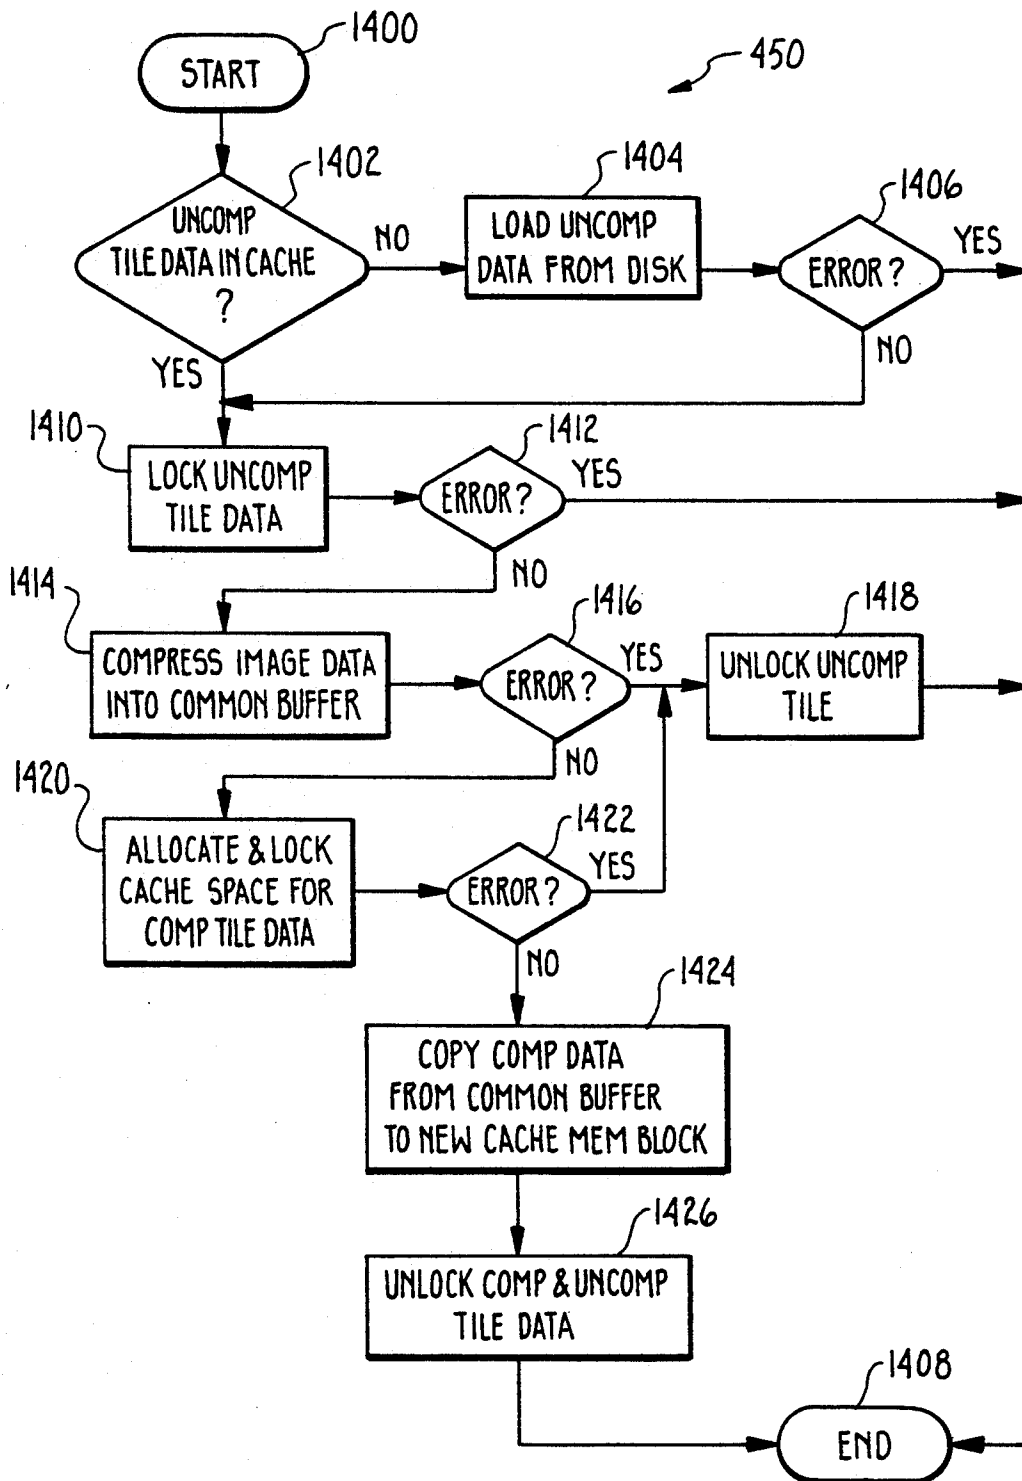 1400
START
450
1402
UNCOMP
TILE DATA IN CACHE
?
NO
YES
1404
LOAD UNCOMP
DATA FROM DISK
1406
ERROR?
YES
NO
1410
LOCK UNCOMP
TILE DATA
1412
ERROR?
YES
NO
1414
COMPRESS IMAGE DATA
INTO COMMON BUFFER
1416
ERROR?
YES
NO
1418
UNLOCK UNCOMP
TILE
1420
ALLOCATE & LOCK
CACHE SPACE FOR
COMP TILE DATA
1422
ERROR?
YES
NO
1424
COPY COMP DATA
FROM COMMON BUFFER
TO NEW CACHE MEM BLOCK
1426
UNLOCK COMP & UNCOMP
TILE DATA
1408
END